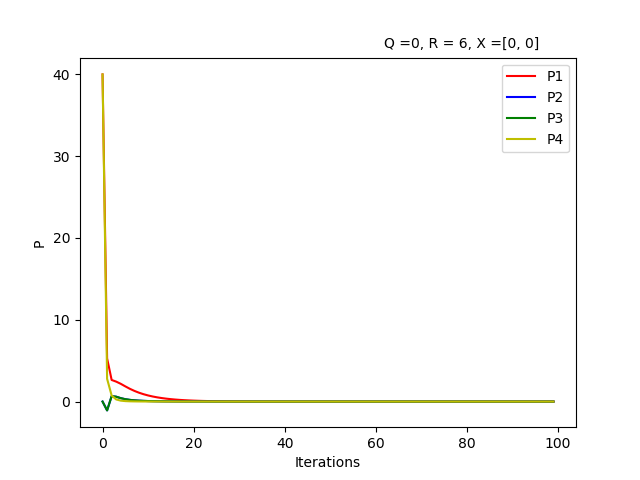 Q =0, R = 6, X =[0, 0]
P1
P2
P3
P4
40
30
20
10
0
P
0 20 40 60 80 100
Iterations